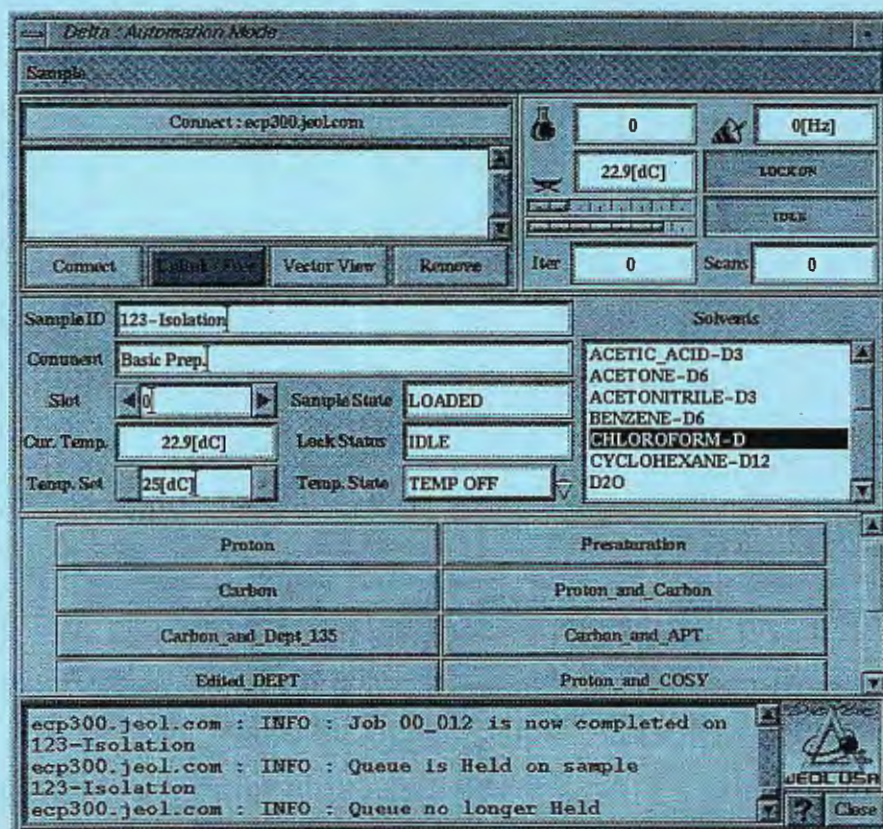 Delta : Automation Mode
Sample
Connect : ecp300.jeol.com
0
0[Hz]
22.9[dC]
LOCK ON
IDLE
Connect
Vector View
Remove
Iter
0
Scans
0
Sample ID
123-Isolation
Comment
Basic Prep.
Slot
0
Sample State
LOADED
Cur. Temp.
22.9[dC]
Lock Status
IDLE
Temp. Set
25[dC]
Temp. State
TEMP OFF
Solvents
ACETIC_ACID-D3
ACETONE-D6
ACETONITRILE-D3
BENZENE-D6
CHLOROFORM-D
CYCLOHEXANE-D12
D2O
Proton
Presaturation
Carbon
Proton_and_Carbon
Carbon_and_Dept_135
Carbon_and_APT
Edited_DEPT
Proton_and_COSY
ecp300.jeol.com : INFO : Job 00_012 is now completed on
123-Isolation
ecp300.jeol.com : INFO : Queue is Held on sample
123-Isolation
ecp300.jeol.com : INFO : Queue no longer Held
JEOL USA
?
Close